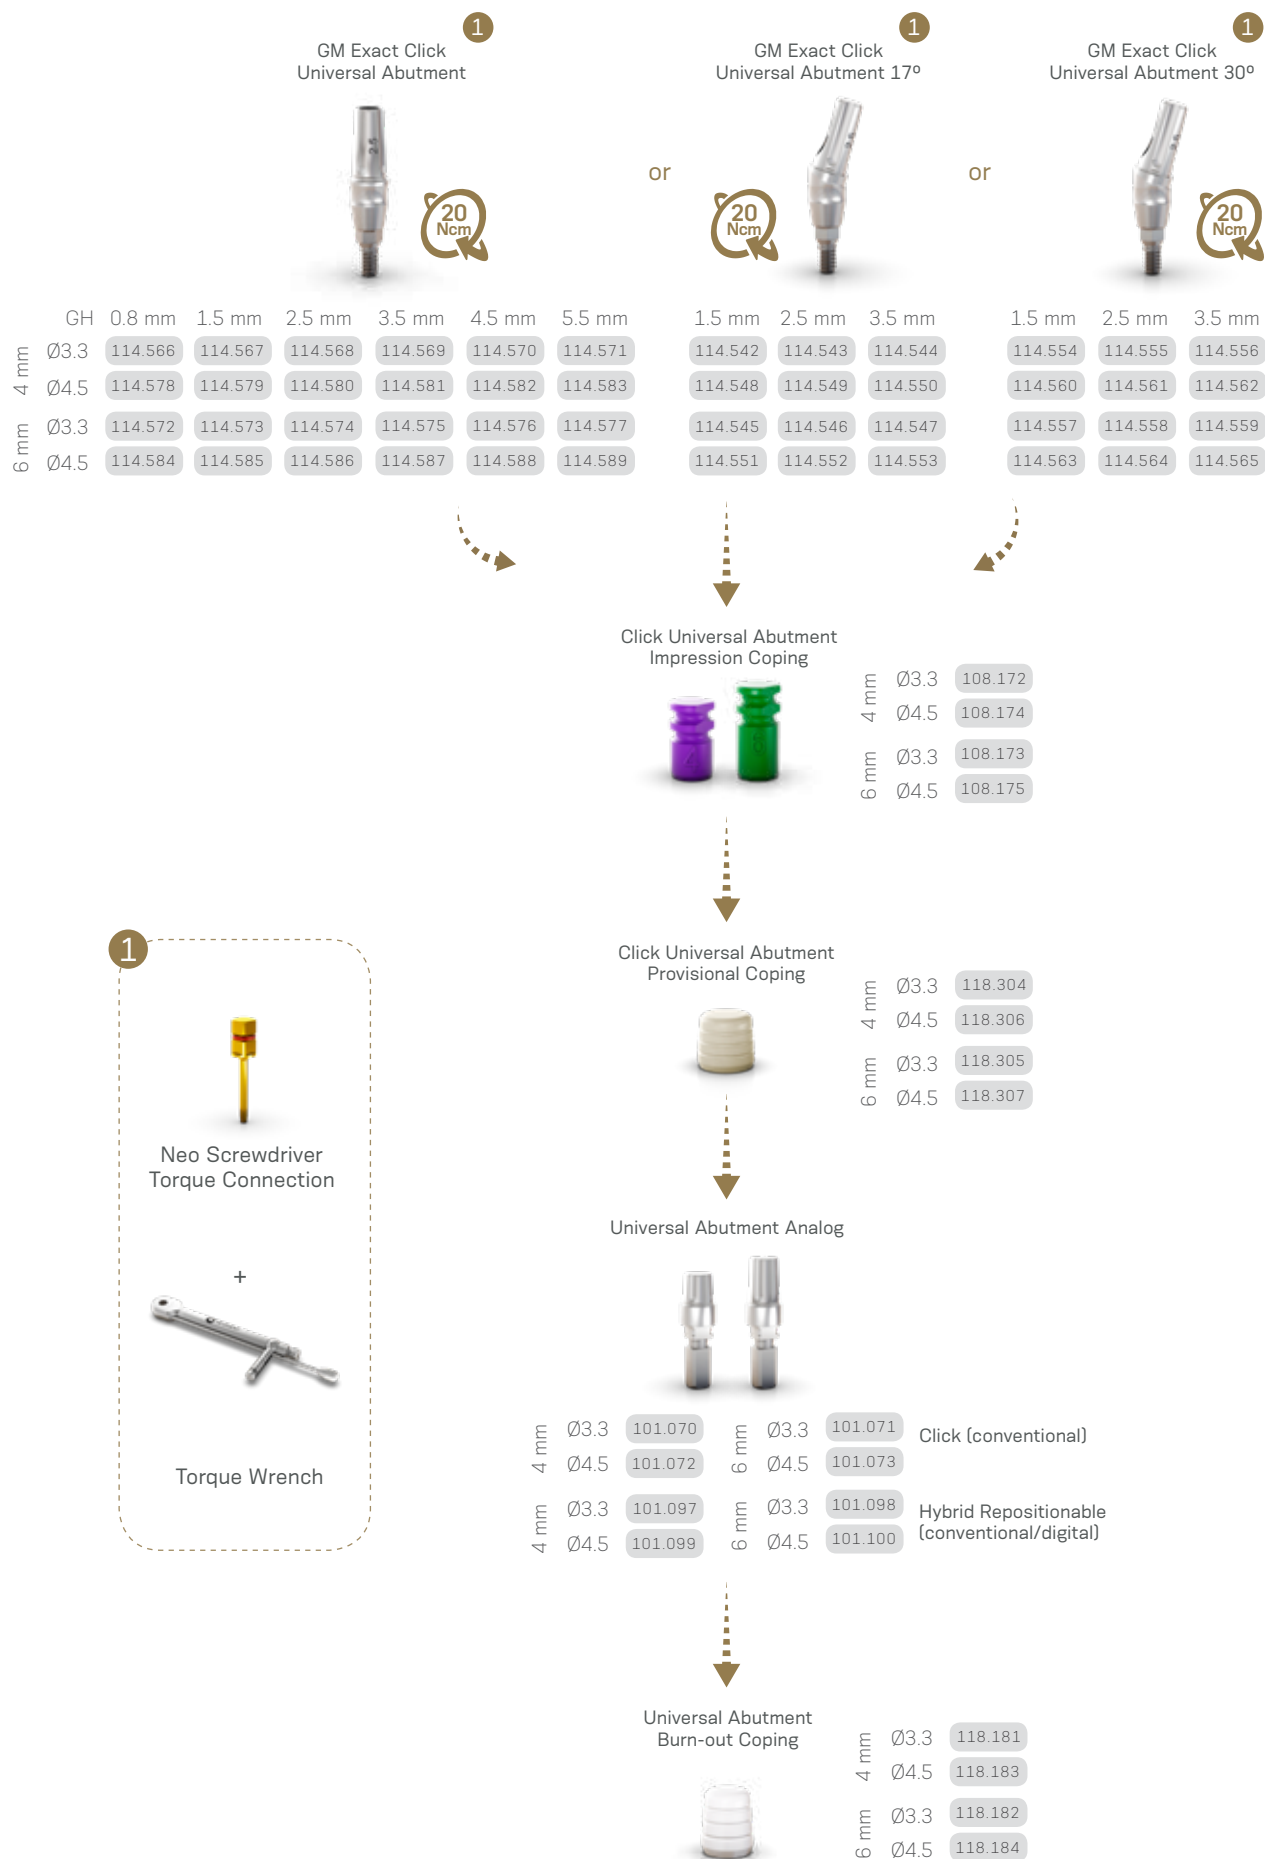 1
GM Exact Click
Universal Abutment
1
GM Exact Click
Universal Abutment 17º
1
GM Exact Click
Universal Abutment 30º
2.5
20
Ncm
or
20
Ncm
or
20
Ncm
GH 0.8 mm 1.5 mm 2.5 mm 3.5 mm 4.5 mm 5.5 mm 1.5 mm 2.5 mm 3.5 mm 1.5 mm 2.5 mm 3.5 mm
4 mm
Ø3.3 114.566 114.567 114.568 114.569 114.570 114.571 114.542 114.543 114.544 114.554 114.555 114.556
Ø4.5 114.578 114.579 114.580 114.581 114.582 114.583 114.548 114.549 114.550 114.560 114.561 114.562
6 mm
Ø3.3 114.572 114.573 114.574 114.575 114.576 114.577 114.545 114.546 114.547 114.557 114.558 114.559
Ø4.5 114.584 114.585 114.586 114.587 114.588 114.589 114.551 114.552 114.553 114.563 114.564 114.565
Click Universal Abutment
Impression Coping
4 mm
Ø3.3 108.172
Ø4.5 108.174
6 mm
Ø3.3 108.173
Ø4.5 108.175
Click Universal Abutment
Provisional Coping
4 mm
Ø3.3 118.304
Ø4.5 118.306
6 mm
Ø3.3 118.305
Ø4.5 118.307
1
Neo Screwdriver
Torque Connection
+
Torque Wrench
Universal Abutment Analog
4 mm
Ø3.3 101.070
Ø4.5 101.072
6 mm
Ø3.3 101.071
Ø4.5 101.073
Click (conventional)
4 mm
Ø3.3 101.097
Ø4.5 101.099
6 mm
Ø3.3 101.098
Ø4.5 101.100
Hybrid Repositionable
(conventional/digital)
Universal Abutment
Burn-out Coping
4 mm
Ø3.3 118.181
Ø4.5 118.183
6 mm
Ø3.3 118.182
Ø4.5 118.184